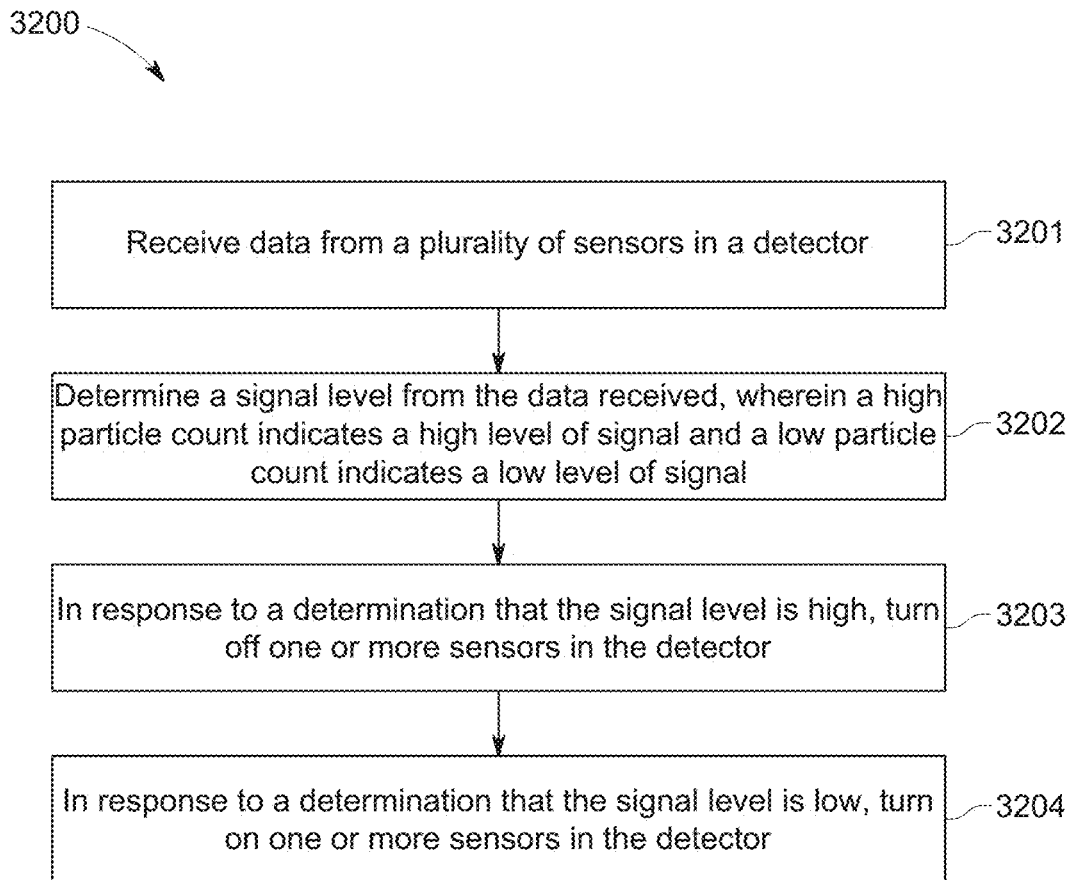 3200
Receive data from a plurality of sensors in a detector
3201
Determine a signal level from the data received, wherein a high
particle count indicates a high level of signal and a low particle
count indicates a low level of signal
3202
In response to a determination that the signal level is high, turn
off one or more sensors in the detector
3203
In response to a determination that the signal level is low, turn
on one or more sensors in the detector
3204